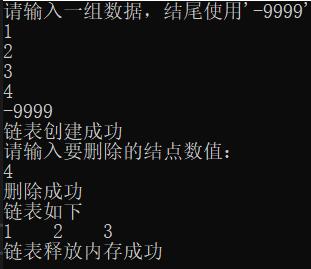 请输入一组数据，结尾使用'-9999'
1
2
3
4
-9999
链表创建成功
请输入要删除的结点数值：
4
删除成功
链表如下
1    2    3
链表释放内存成功